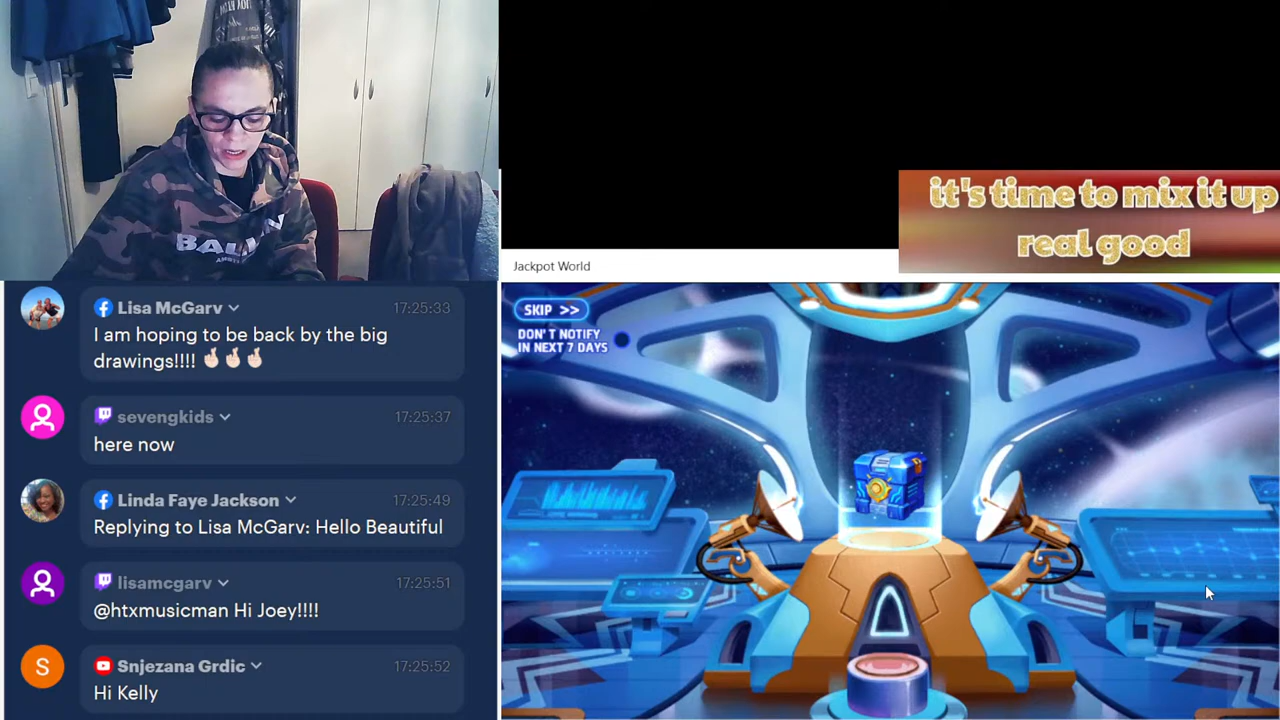 BALLIN
AMSTERDAM
it's time to mix it up
real good
Jackpot World
SKIP >>
DON'T NOTIFY
IN NEXT 7 DAYS
Lisa McGarv
17:25:33
I am hoping to be back by the big
drawings!!!! 🤞🏻🤞🏻🤞🏻
sevengkids
17:25:37
here now
Linda Faye Jackson
17:25:49
Replying to Lisa McGarv: Hello Beautiful
lisamcgarv
17:25:51
@htxmusicman Hi Joey!!!!
S
Snjezana Grdic
17:25:52
Hi Kelly